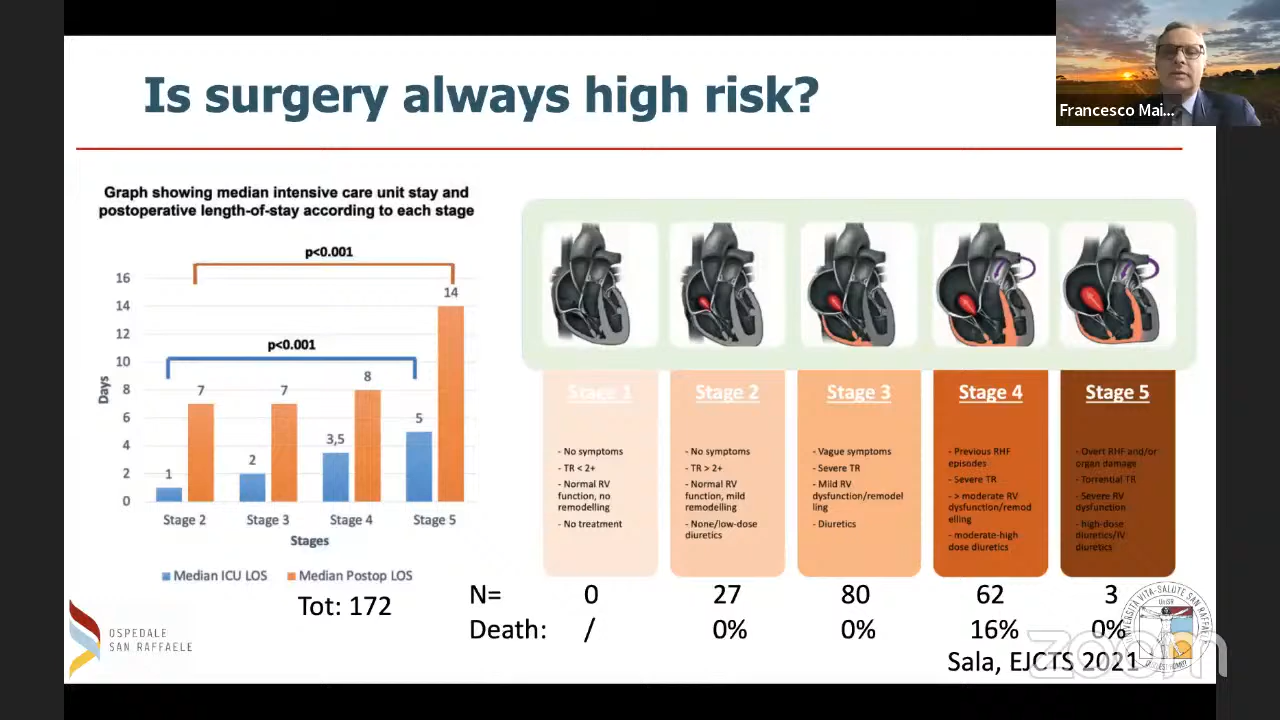 Is surgery always high risk?
Francesco Mai...
Graph showing median intensive care unit stay and
postoperative length-of-stay according to each stage
p<0.001
p<0.001
Days
16
14
12
10
8
6
4
2
0
1
7
2
7
3,5
8
5
14
Stage 2
Stage 3
Stage 4
Stage 5
Stages
Median ICU LOS
Median Postop LOS
Tot: 172
Stage 1
- No symptoms
- TR < 2+
- Normal RV
function, no
remodelling
- No treatment
Stage 2
- No symptoms
- TR > 2+
- Normal RV
function, mild
remodelling
- None/low-dose
diuretics
Stage 3
- Vague symptoms
- Severe TR
- Mild RV
dysfunction/remodel
ling
- Diuretics
Stage 4
- Previous RHF
episodes
- Severe TR
- > moderate RV
dysfunction/remod
elling
- moderate-high
dose diuretics
Stage 5
- Overt RHF and/or
organ damage
- Torrential TR
- Severe RV
dysfunction
- high-dose
diuretics/IV
diuretics
N= 0 27 80 62 3
Death: / 0% 0% 16% 0%
Sala, EJCTS 2021
OSPEDALE
SAN RAFFAELE
UniSR
zoom